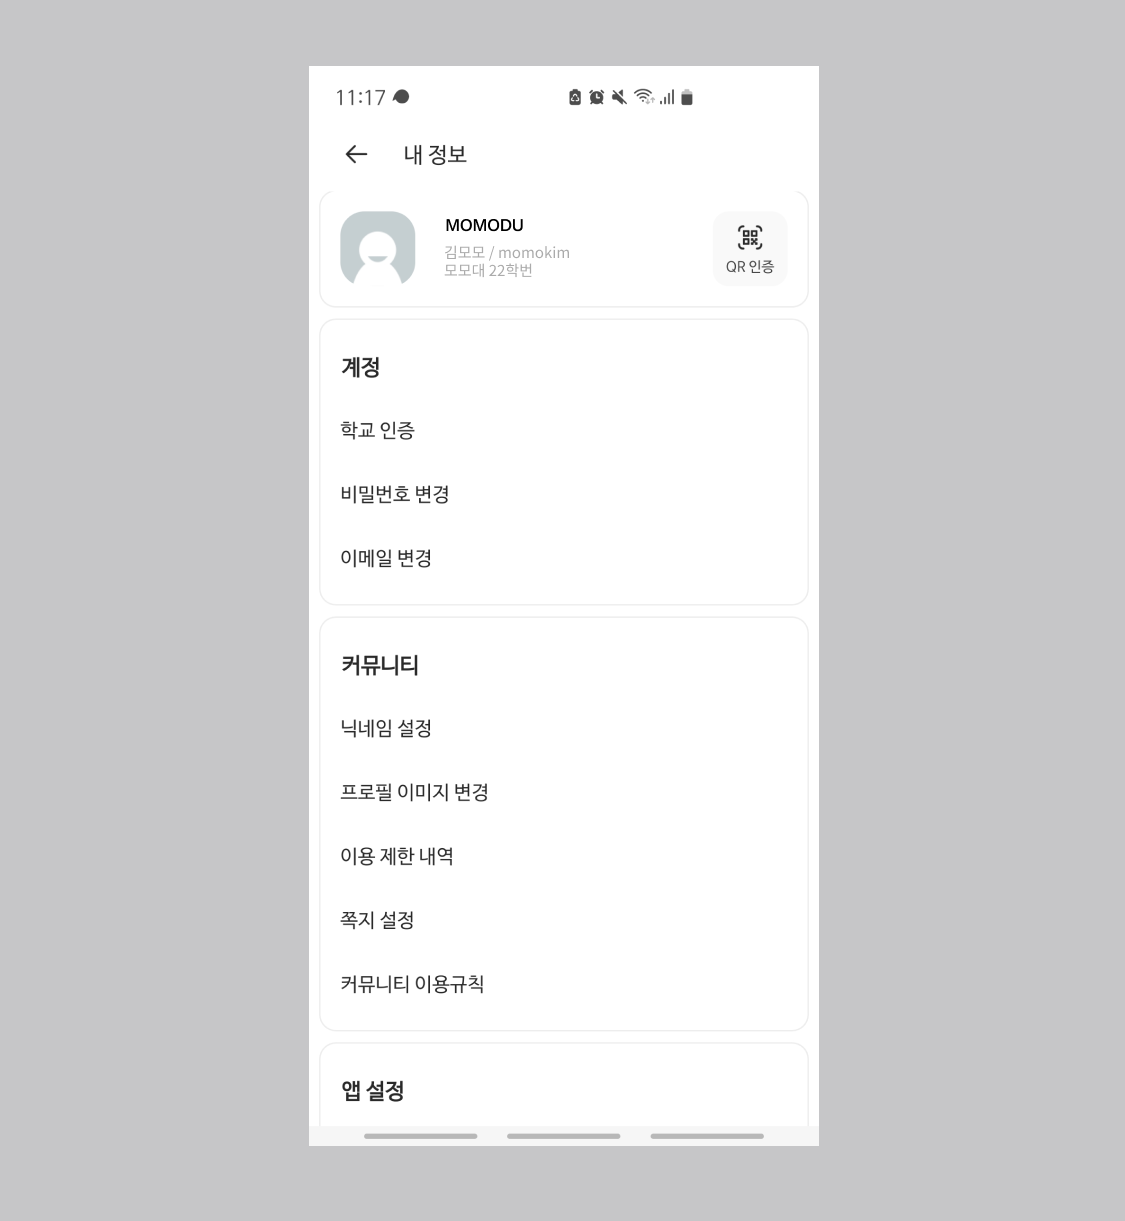 11:17
내 정보
MOMODU
김모모 / momokim
모모대 22학번
QR 인증
계정
학교 인증
비밀번호 변경
이메일 변경
커뮤니티
닉네임 설정
프로필 이미지 변경
이용 제한 내역
쪽지 설정
커뮤니티 이용규칙
앱 설정